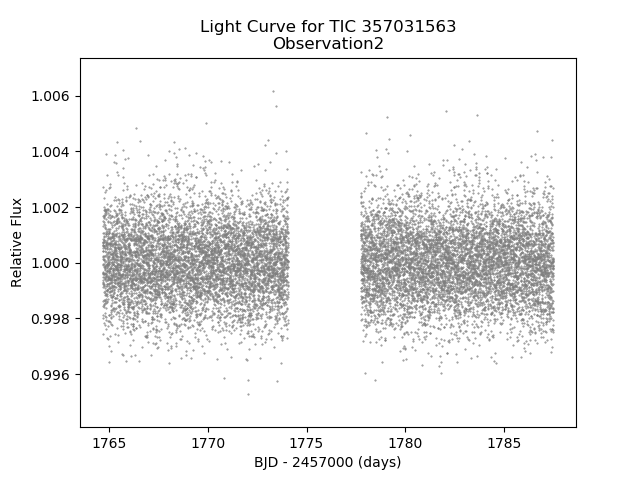 Light Curve for TIC 357031563
Observation2
1.006
1.004
1.002
1.000
0.998
0.996
Relative Flux
1765 1770 1775 1780 1785
BJD - 2457000 (days)